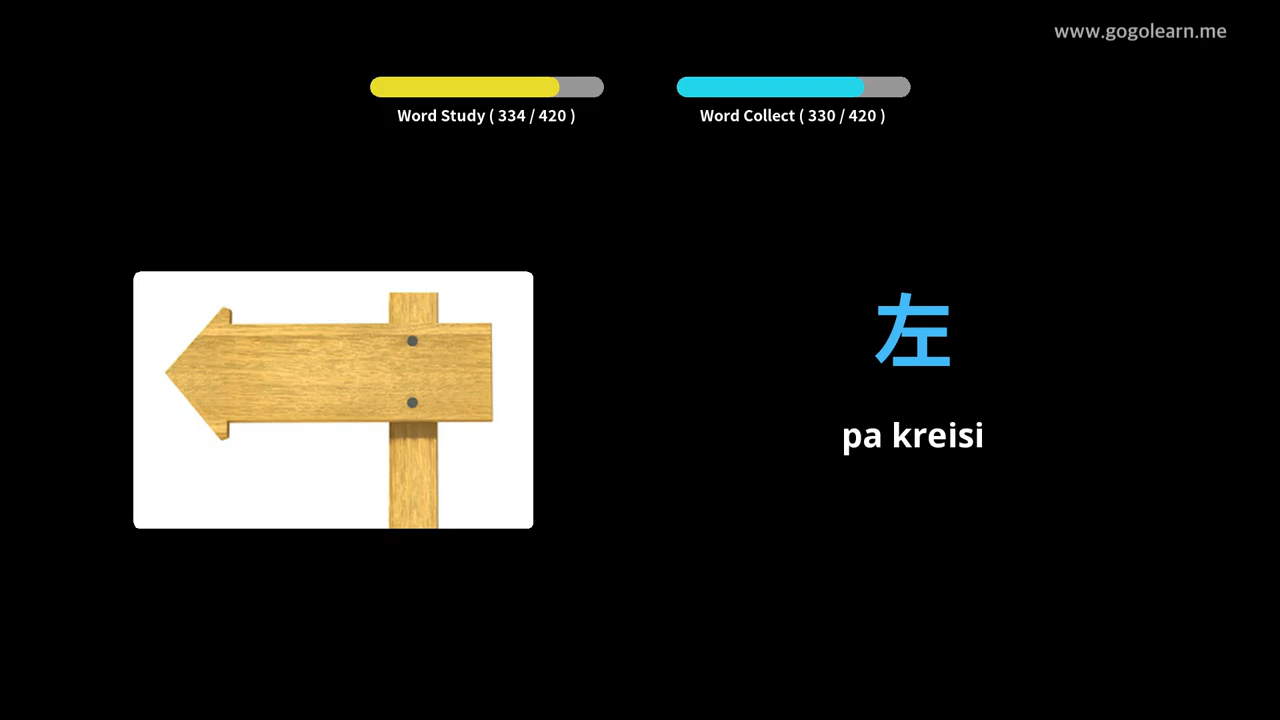 www.gogolearn.me
Word Study ( 334 / 420 )
Word Collect ( 330 / 420 )
左
pa kreisi